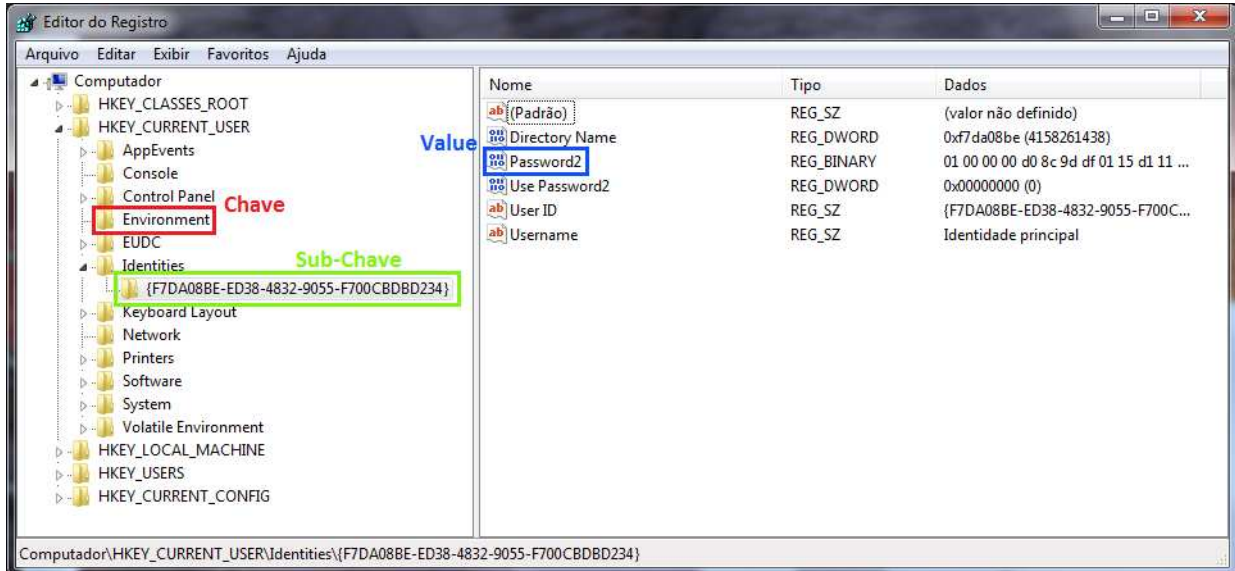 Editor do Registro
Arquivo Editar Exibir Favoritos Ajuda
Computador
HKEY_CLASSES_ROOT
HKEY_CURRENT_USER
AppEvents
Console
Control Panel
Chave
Environment
EUDC
Identities
Sub-Chave
{F7DA08BE-ED38-4832-9055-F700CBDBD234}
Keyboard Layout
Network
Printers
Software
System
Volatile Environment
HKEY_LOCAL_MACHINE
HKEY_USERS
HKEY_CURRENT_CONFIG
Nome Tipo Dados
(Padrão) REG_SZ (valor não definido)
Directory Name REG_DWORD 0xf7da08be (4158261438)
Value
Password2 REG_BINARY 01 00 00 00 d0 8c 9d df 01 15 d1 11 ...
Use Password2 REG_DWORD 0x00000000 (0)
User ID REG_SZ {F7DA08BE-ED38-4832-9055-F700C...
Username REG_SZ Identidade principal
Computador\HKEY_CURRENT_USER\Identities\{F7DA08BE-ED38-4832-9055-F700CBDBD234}